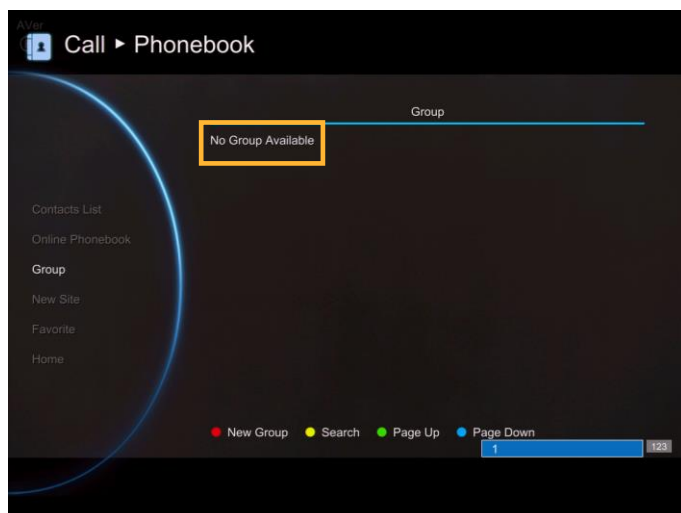 AVer
Call ▸ Phonebook
Group
No Group Available
Contacts List
Online Phonebook
Group
New Site
Favorite
Home
New Group Search Page Up Page Down
1 123